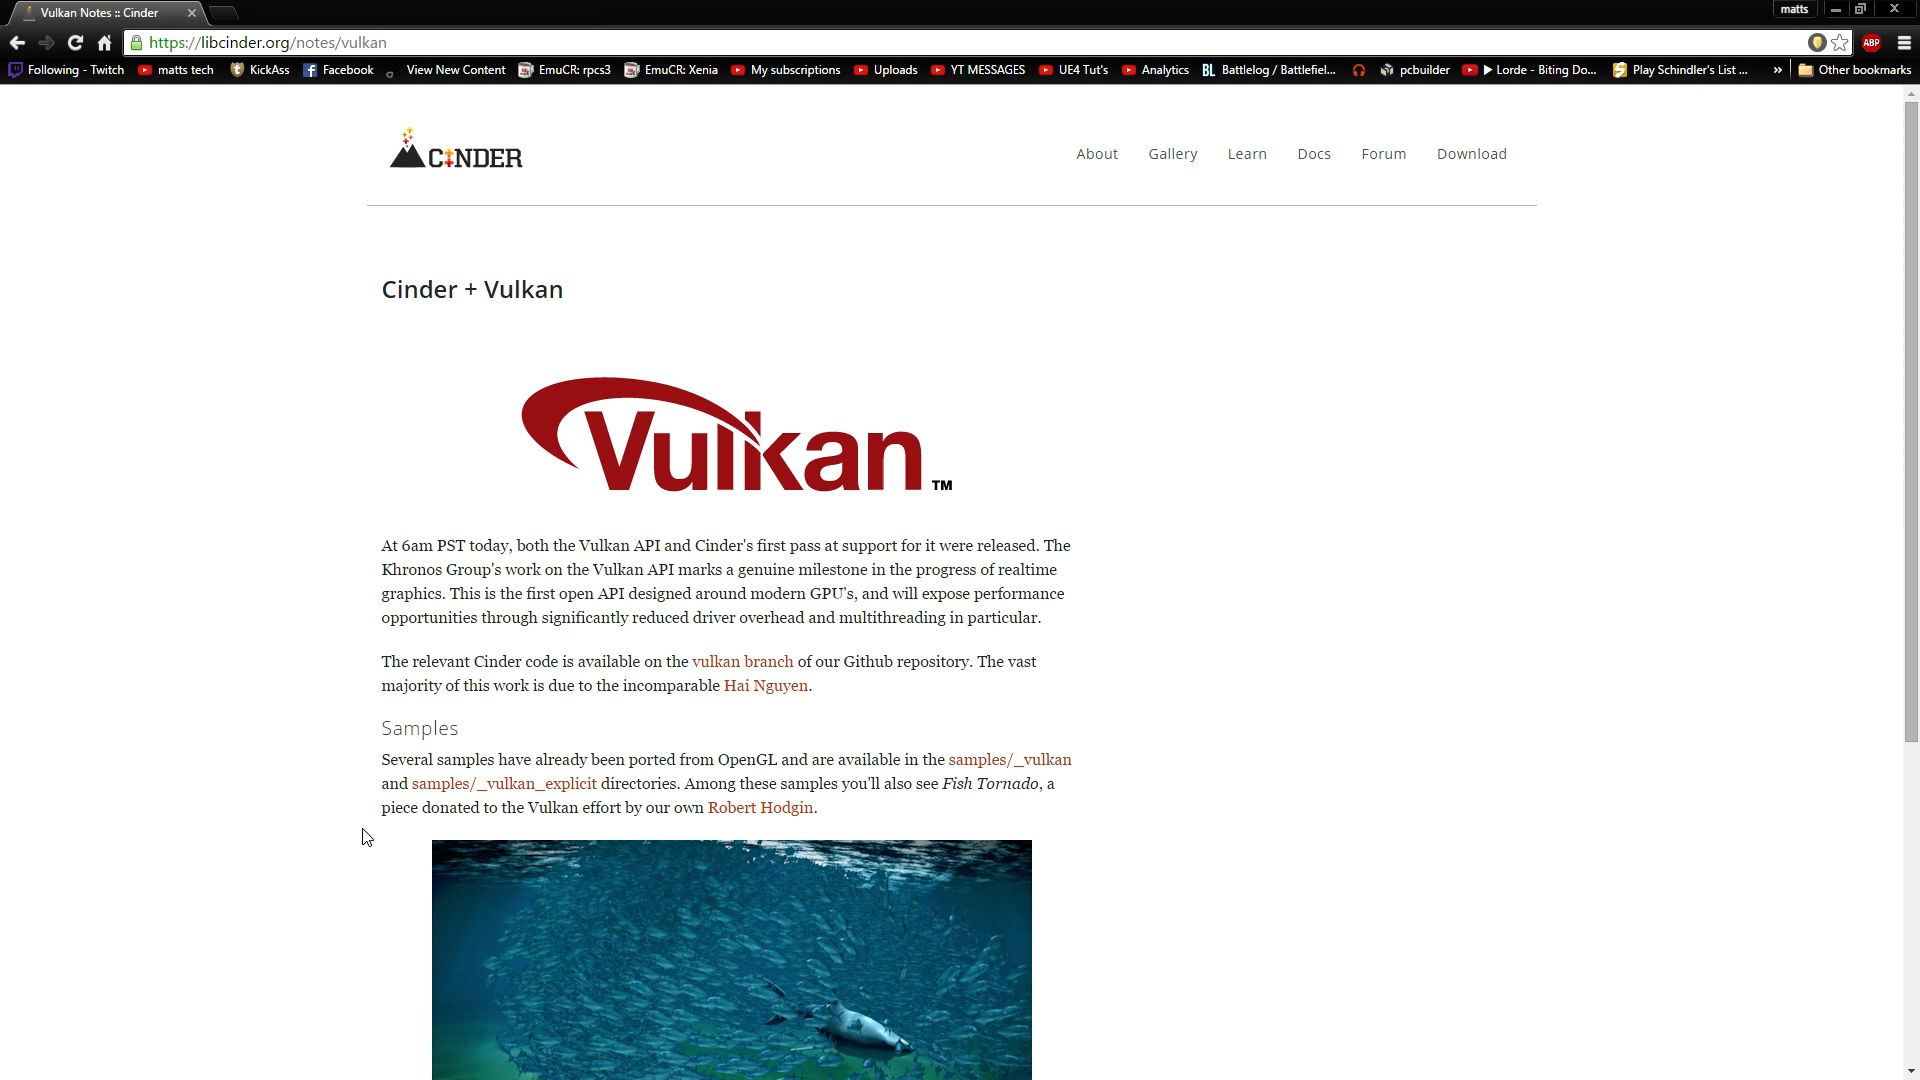 Vulkan Notes :: Cinder
matts
https://libcinder.org/notes/vulkan
ABP
Following - Twitch matts tech KickAss Facebook View New Content EmuCR: rpcs3 EmuCR: Xenia My subscriptions Uploads YT MESSAGES UE4 Tut's Analytics BL Battlelog / Battlefiel... pcbuilder ▶ Lorde - Biting Do... Play Schindler's List ... » Other bookmarks
CINDER
About Gallery Learn Docs Forum Download
Cinder + Vulkan
Vulkan TM
At 6am PST today, both the Vulkan API and Cinder's first pass at support for it were released. The
Khronos Group's work on the Vulkan API marks a genuine milestone in the progress of realtime
graphics. This is the first open API designed around modern GPU's, and will expose performance
opportunities through significantly reduced driver overhead and multithreading in particular.
The relevant Cinder code is available on the vulkan branch of our Github repository. The vast
majority of this work is due to the incomparable Hai Nguyen.
Samples
Several samples have already been ported from OpenGL and are available in the samples/_vulkan
and samples/_vulkan_explicit directories. Among these samples you'll also see Fish Tornado, a
piece donated to the Vulkan effort by our own Robert Hodgin.